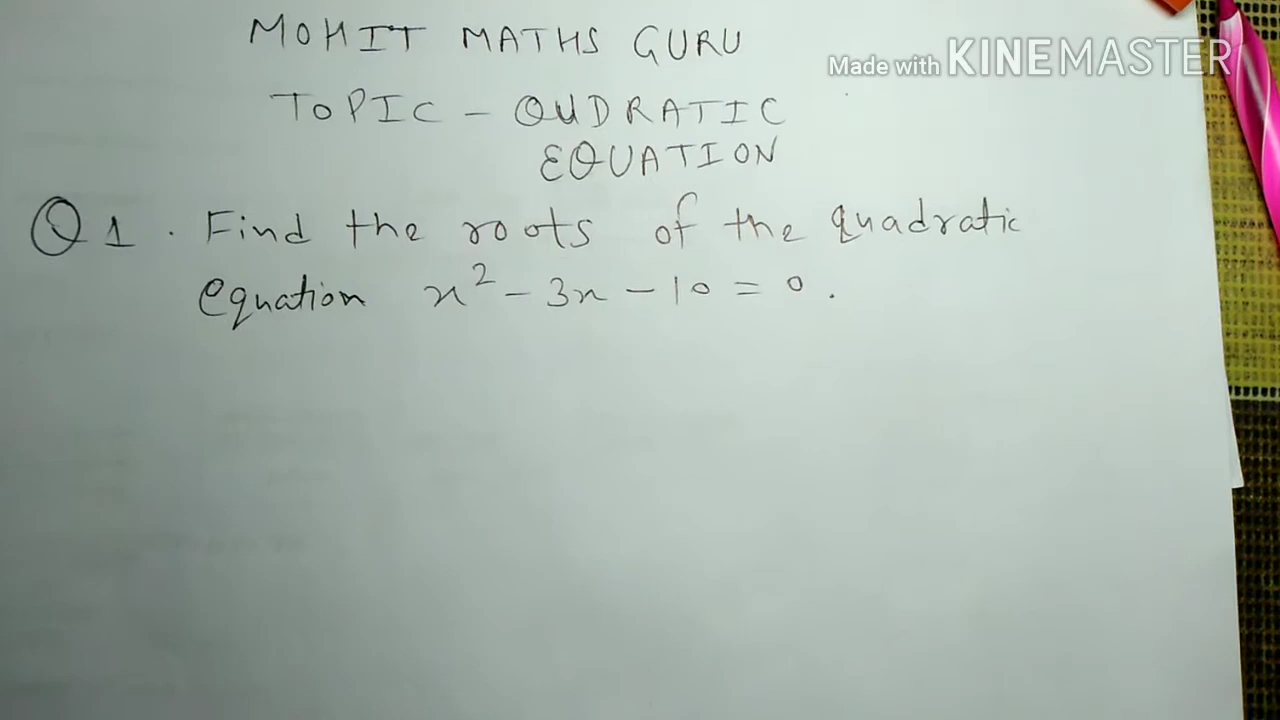 MOHIT MATHS GURU
Made with KINEMASTER
TOPIC - QUDRATIC
EQUATION
Q1. Find the roots of the quadratic
equation x² - 3x - 10 = 0.